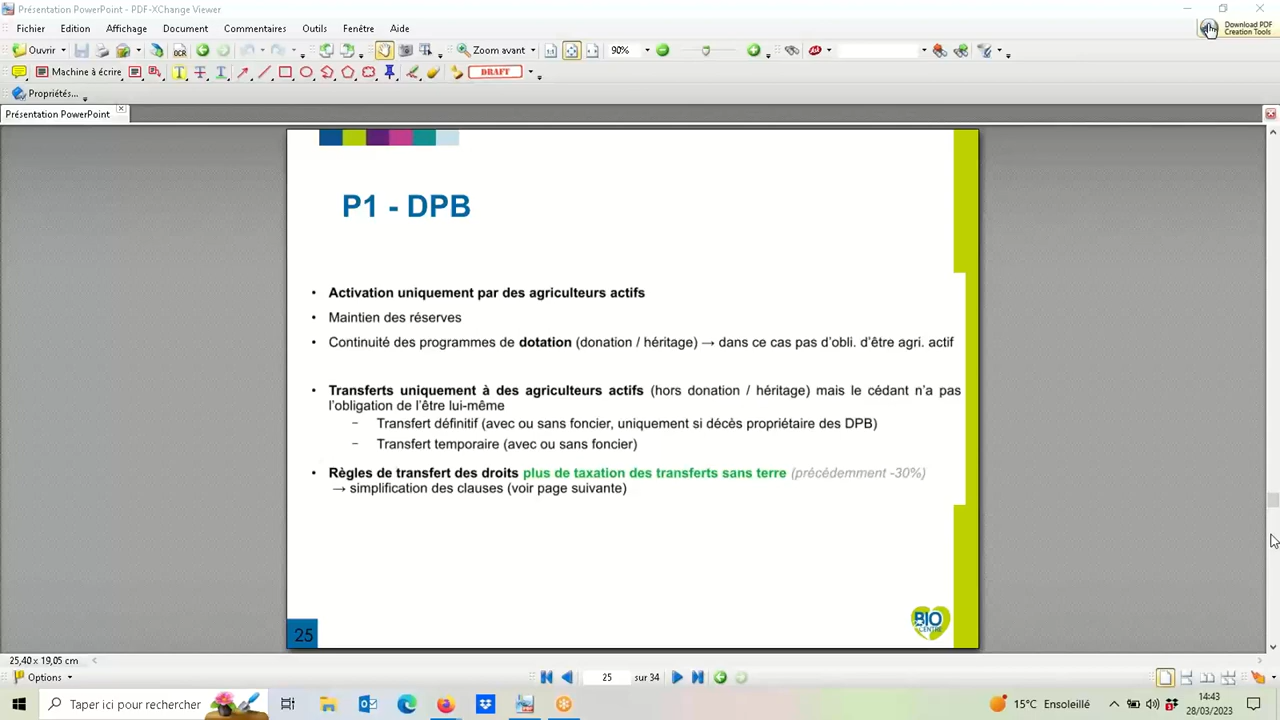 Présentation PowerPoint - PDF-XChange Viewer
Fichier Edition Affichage Document Commentaires Outils Fenêtre Aide
Download PDF
Creation Tools
Ouvrir OCR Zoom avant 90%
Machine à écrire T T T DRAFT
Propriétés...
Présentation PowerPoint
P1 - DPB
• Activation uniquement par des agriculteurs actifs
• Maintien des réserves
• Continuité des programmes de dotation (donation / héritage) → dans ce cas pas d'obli. d'être agri. actif
• Transferts uniquement à des agriculteurs actifs (hors donation / héritage) mais le cédant n'a pas
l'obligation de l'être lui-même
− Transfert définitif (avec ou sans foncier, uniquement si décès propriétaire des DPB)
− Transfert temporaire (avec ou sans foncier)
• Règles de transfert des droits plus de taxation des transferts sans terre (précédemment -30%)
→ simplification des clauses (voir page suivante)
BIO
CENTRE
25
25,40 x 19,05 cm
Options 25 sur 34
Taper ici pour rechercher 15°C Ensoleillé 14:43
28/03/2023